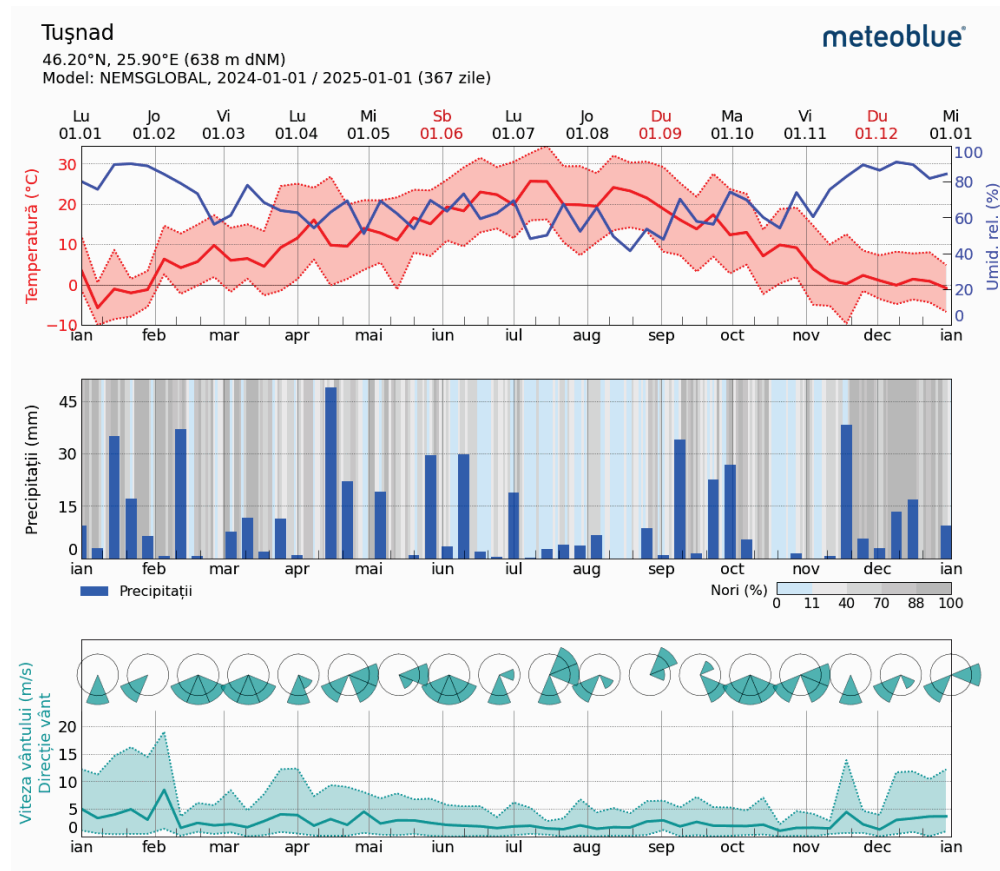 Tușnad
meteoblue®
46.20°N, 25.90°E (638 m dNM)
Model: NEMSGLOBAL, 2024-01-01 / 2025-01-01 (367 zile)
Lu Jo Vi Lu Mi Sb Lu Jo Du Ma Vi Du Mi
01.01 01.02 01.03 01.04 01.05 01.06 01.07 01.08 01.09 01.10 01.11 01.12 01.01
Temperatură (°C)
30
20
10
0
−10
100
80
60
40
20
0
Umid. rel. (%)
ian feb mar apr mai iun iul aug sep oct nov dec ian
Precipitații (mm)
45
30
15
0
ian feb mar apr mai iun iul aug sep oct nov dec ian
Precipitații
Nori (%)
0 11 40 70 88 100
Viteza vântului (m/s)
Direcție vânt
20
15
10
5
0
ian feb mar apr mai iun iul aug sep oct nov dec ian